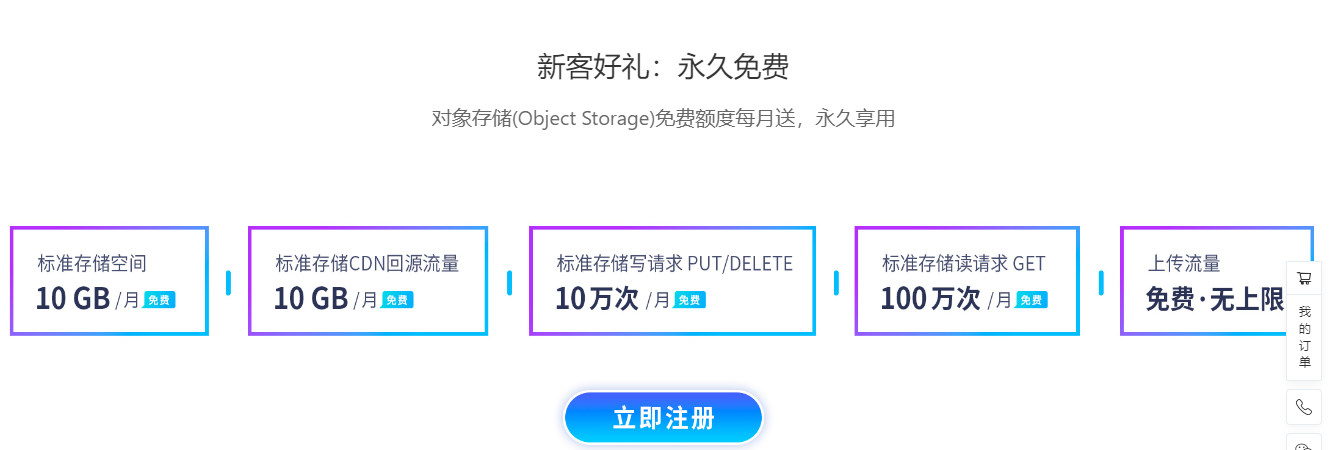 新客好礼：永久免费
对象存储(Object Storage)免费额度每月送，永久享用
标准存储空间
10 GB /月 免费
标准存储CDN回源流量
10 GB /月 免费
标准存储写请求 PUT/DELETE
10万次 /月 免费
标准存储读请求 GET
100万次 /月 免费
上传流量
免费·无上限
我的订单
立即注册